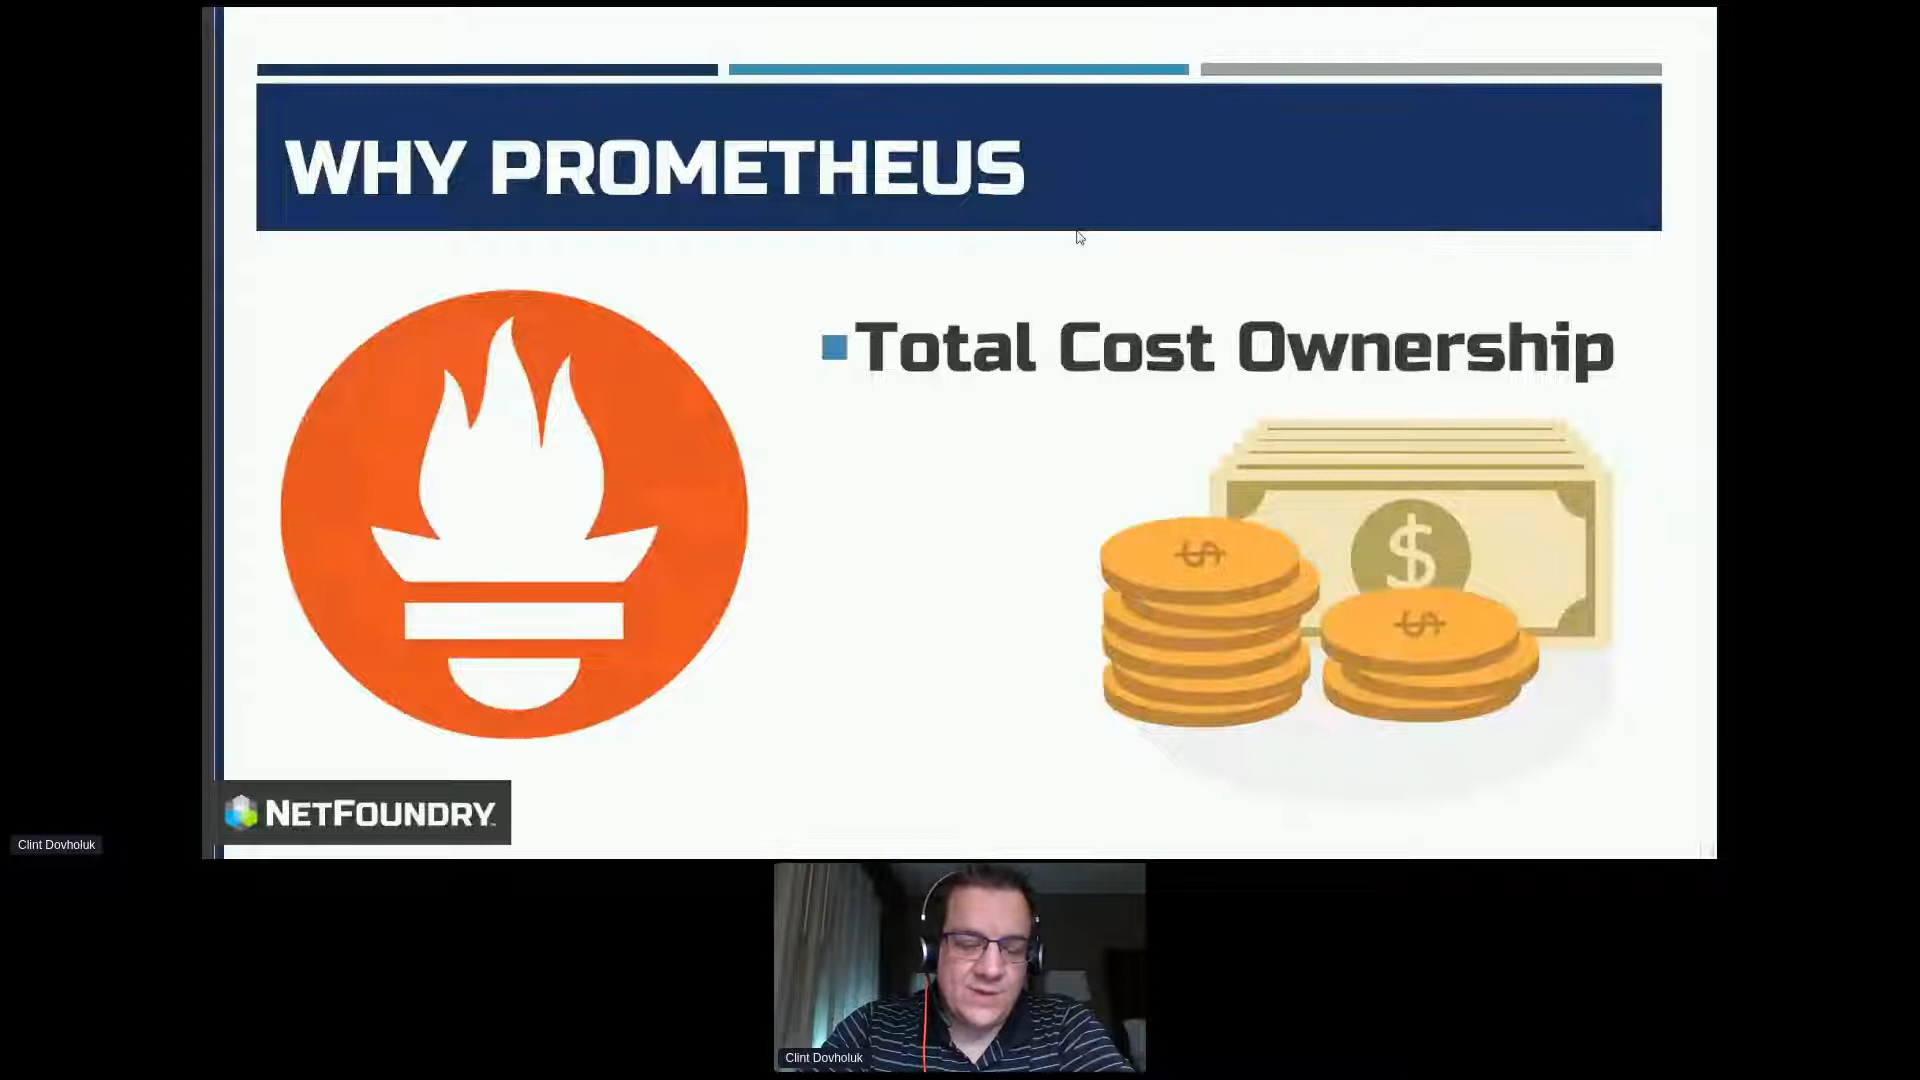 WHY PROMETHEUS
Total Cost Ownership
$
$
$
NETFOUNDRY
Clint Dovholuk
Clint Dovholuk